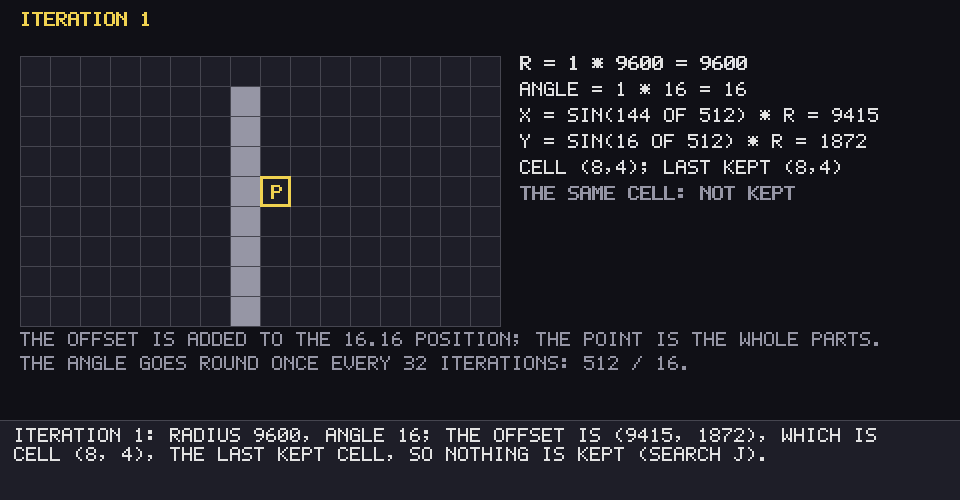 ITERATION 1
R = 1 * 9600 = 9600
ANGLE = 1 * 16 = 16
X = SIN(144 OF 512) * R = 9415
Y = SIN(16 OF 512) * R = 1872
CELL (8,4); LAST KEPT (8,4)
THE SAME CELL: NOT KEPT
P
THE OFFSET IS ADDED TO THE 16.16 POSITION; THE POINT IS THE WHOLE PARTS.
THE ANGLE GOES ROUND ONCE EVERY 32 ITERATIONS: 512 / 16.
ITERATION 1: RADIUS 9600, ANGLE 16; THE OFFSET IS (9415, 1872), WHICH IS
CELL (8, 4), THE LAST KEPT CELL, SO NOTHING IS KEPT (SEARCH J).